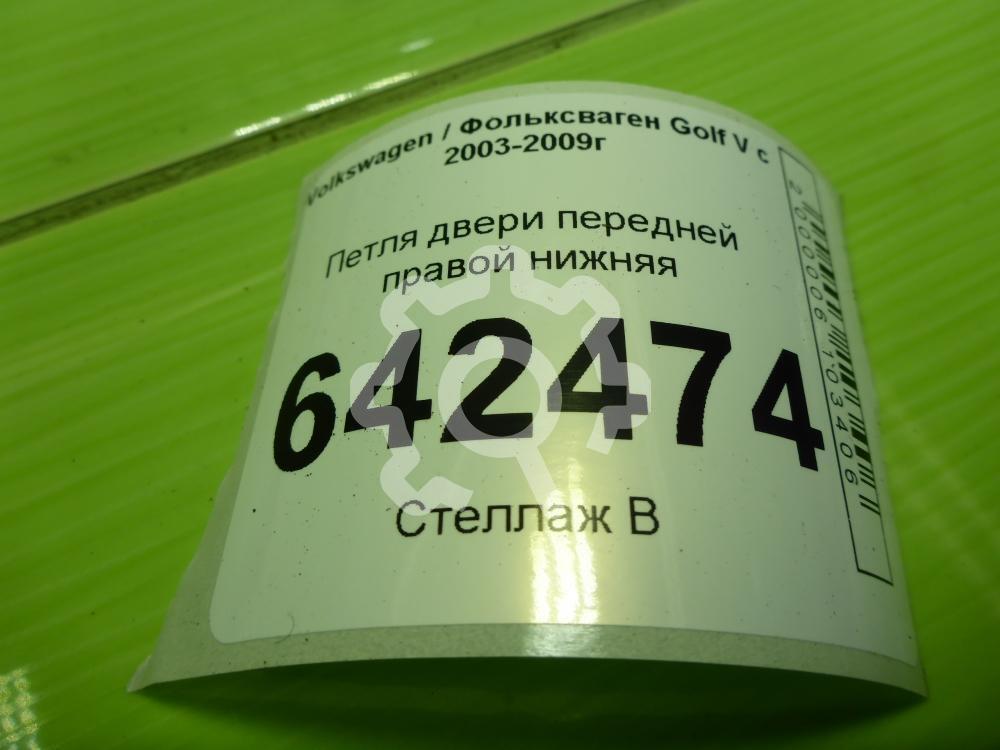 Volkswagen / Фольксваген Golf V с
2003-2009г
Петля двери передней
правой нижняя
642474
Стеллаж В
2000006103406